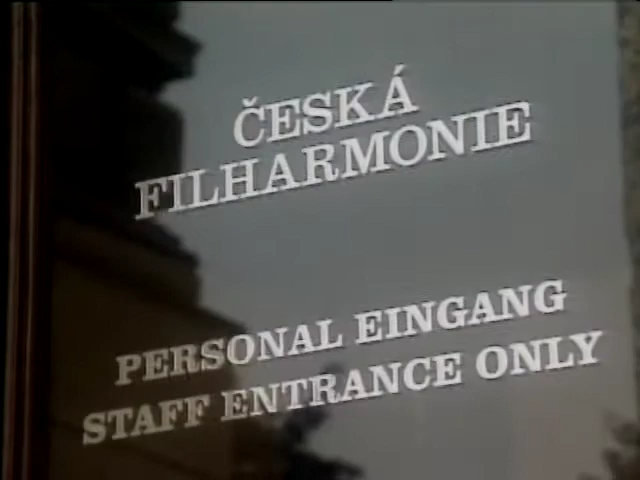 ČESKÁ
FILHARMONIE
PERSONAL EINGANG
STAFF ENTRANCE ONLY